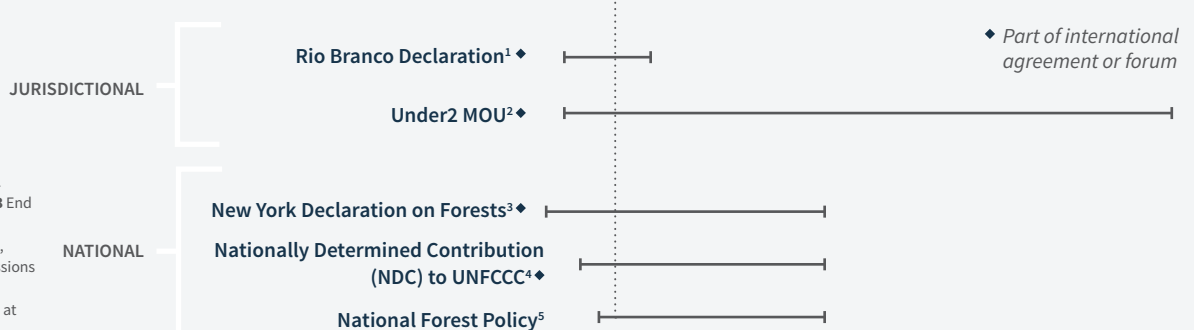 Rio Branco Declaration¹ ◆
Part of international
agreement or forum
JURISDICTIONAL
Under2 MOU² ◆
End
New York Declaration on Forests³ ◆
NATIONAL
Nationally Determined Contribution
(NDC) to UNFCCC⁴ ◆
at
National Forest Policy⁵